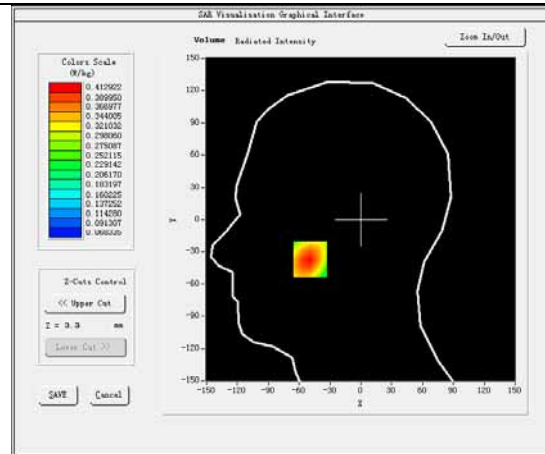 SAR Visualisation Graphical Interface
Volume Radiated Intensity
Zoom In/Out
Colors Scale
(W/kg)
0.412922
0.389950
0.366977
0.344005
0.321032
0.298060
0.275087
0.252115
0.229142
0.206170
0.183197
0.160225
0.137252
0.114280
0.091307
0.068335
Z-Cuts Control
<< Upper Cut
Z = 3.3 mm
Lower Cut >>
SAVE Cancel
150
120
90
60
30
0
-30
-60
-90
-120
-150
Y
-150 -120 -90 -60 -30 0 30 60 90 120 150
X